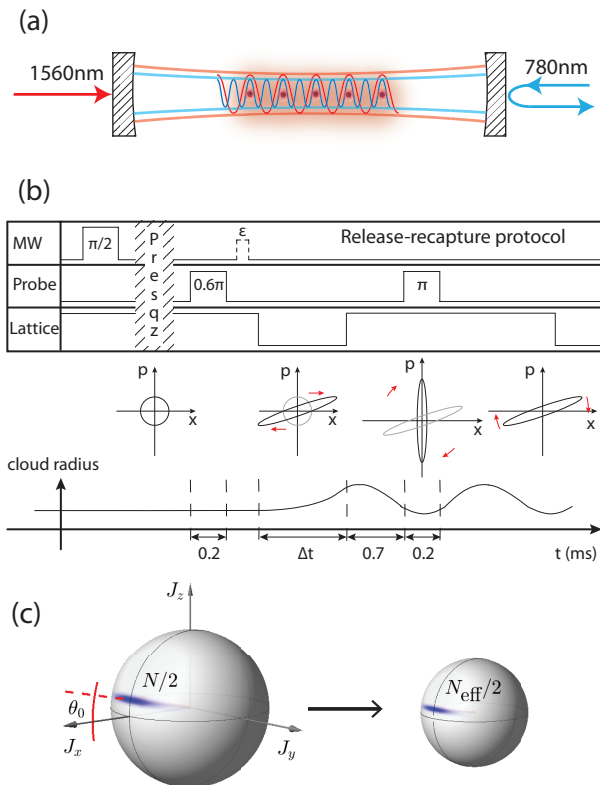 (a)
1560nm
780nm
(b)
MW
π/2
ε
Release-recapture protocol
Presqz
Probe
0.6π
π
Lattice
p
x
p
x
p
x
p
x
cloud radius
0.2
Δt
0.7
0.2
t (ms)
(c)
J_z
N/2
N_eff/2
θ_0
J_x
J_y